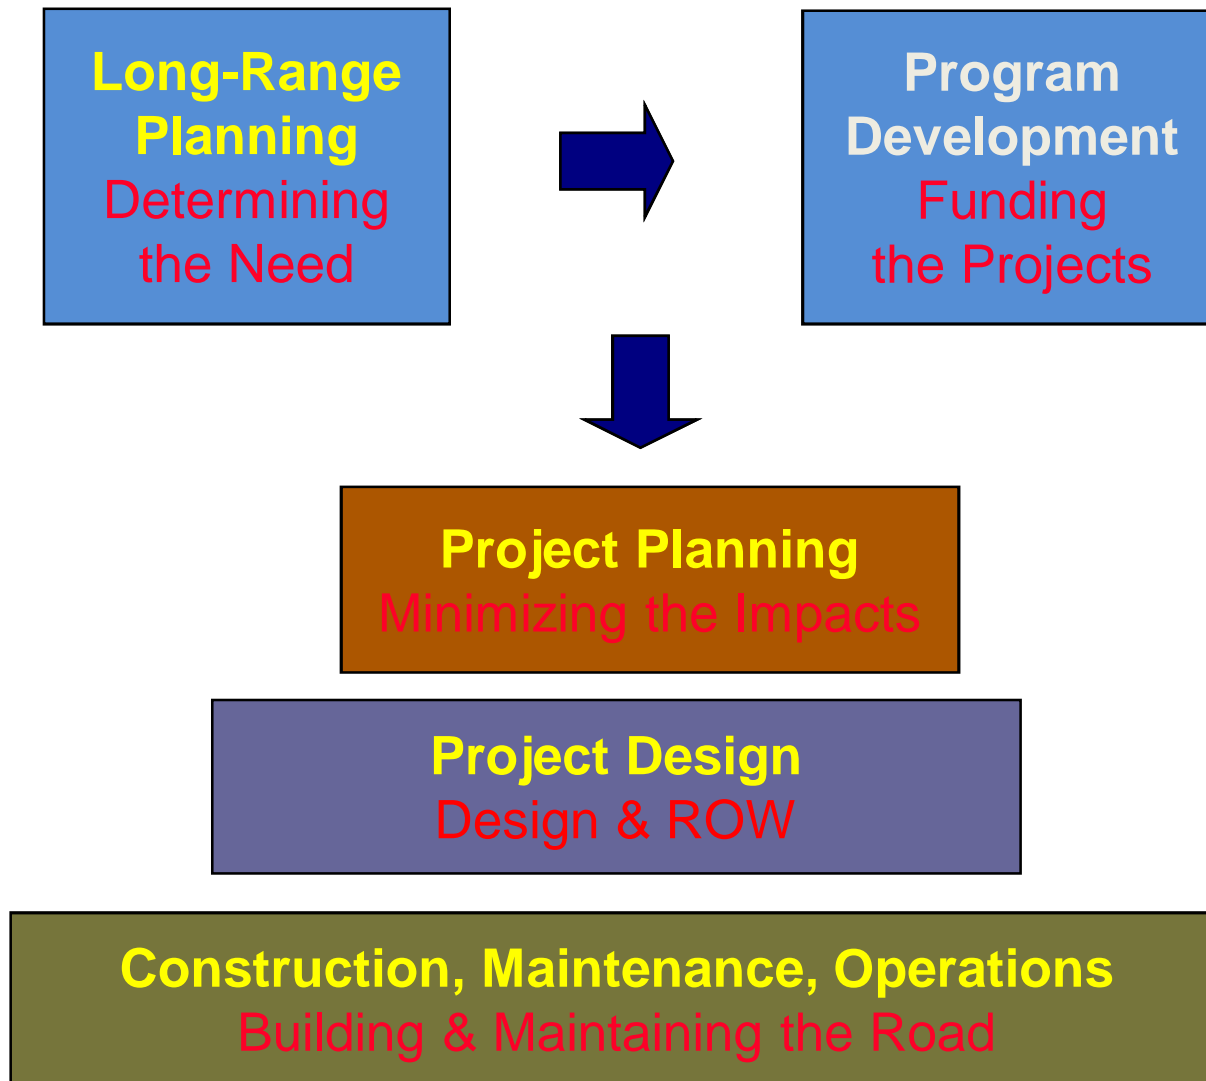 Long-Range
Planning
Determining
the Need
Program
Development
Funding
the Projects
Project Planning
Minimizing the Impacts
Project Design
Design & ROW
Construction, Maintenance, Operations
Building & Maintaining the Road